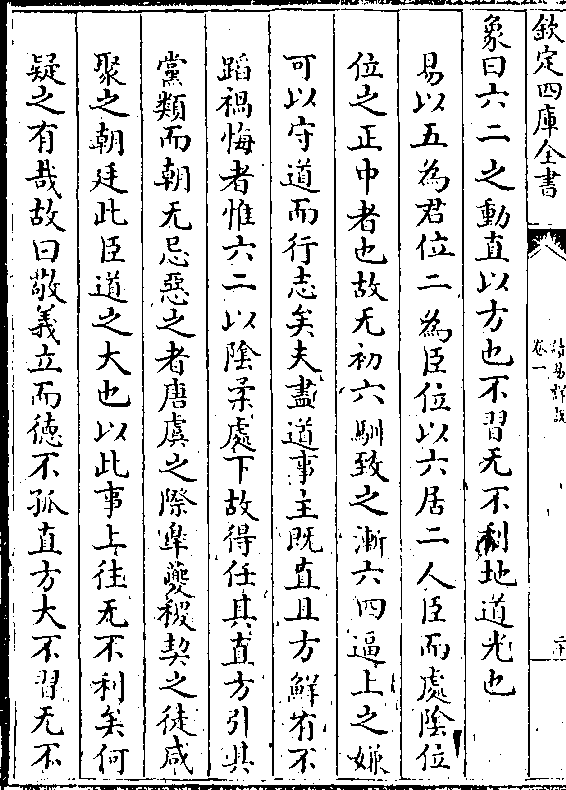 欽定四庫全書
讀易詳說
卷一
二十
象曰六二之動直以方也不習无不利地道光也
易以五為君位二為臣位以六居二人臣而處陰位
位之正中者也故无初六馴致之漸六四逼上之嫌
可以守道而行志矣夫盡道事主既直且方鮮有不
蹈禍悔者惟六二以陰柔處下故得任其直方引其
黨類而朝无忌惡之者唐虞之際臯夔稷契之徒咸
聚之朝廷此臣道之大也以此事上往无不利矣何
疑之有哉故曰敬義立而德不孤直方大不習无不